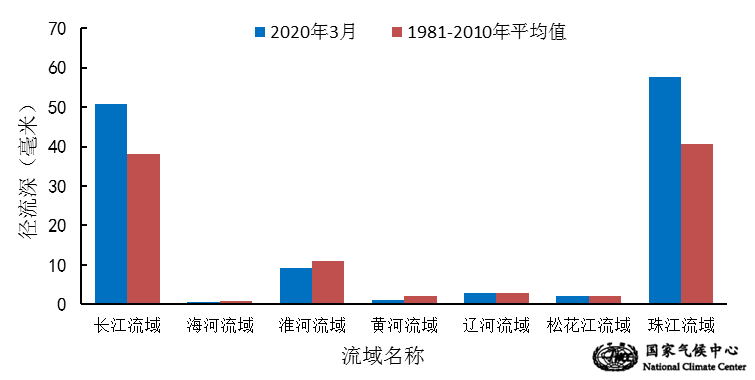 2020年3月 1981-2010年平均值
径流深（毫米）
70
60
50
40
30
20
10
0
长江流域 海河流域 淮河流域 黄河流域 辽河流域 松花江流域 珠江流域
流域名称
国家气候中心
National Climate Center